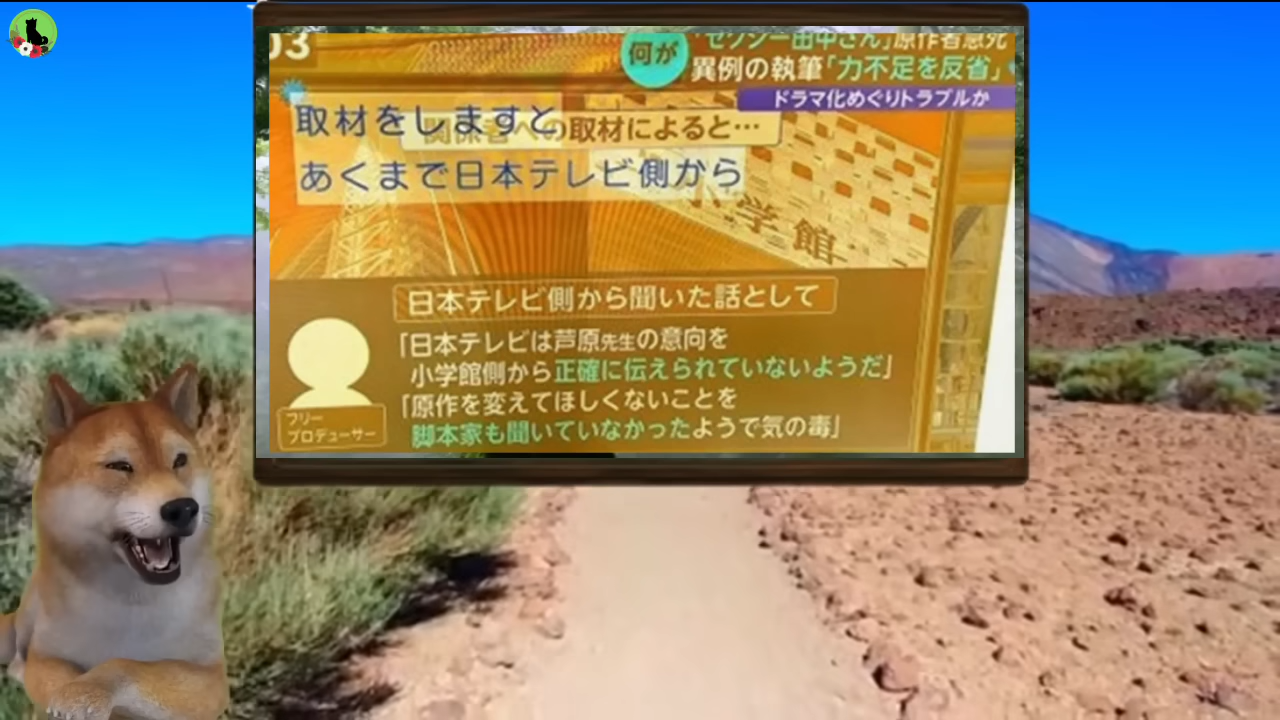 03
何が
「セクシー田中さん」原作者急死
異例の執筆「力不足を反省」
ドラマ化めぐりトラブルか
取材をしますと
関係者への取材によると…
あくまで日本テレビ側から
小学館
日本テレビ側から聞いた話として
「日本テレビは芦原先生の意向を
小学館側から正確に伝えられていないようだ」
「原作を変えてほしくないことを
脚本家も聞いていなかったようで気の毒」
フリー
プロデューサー